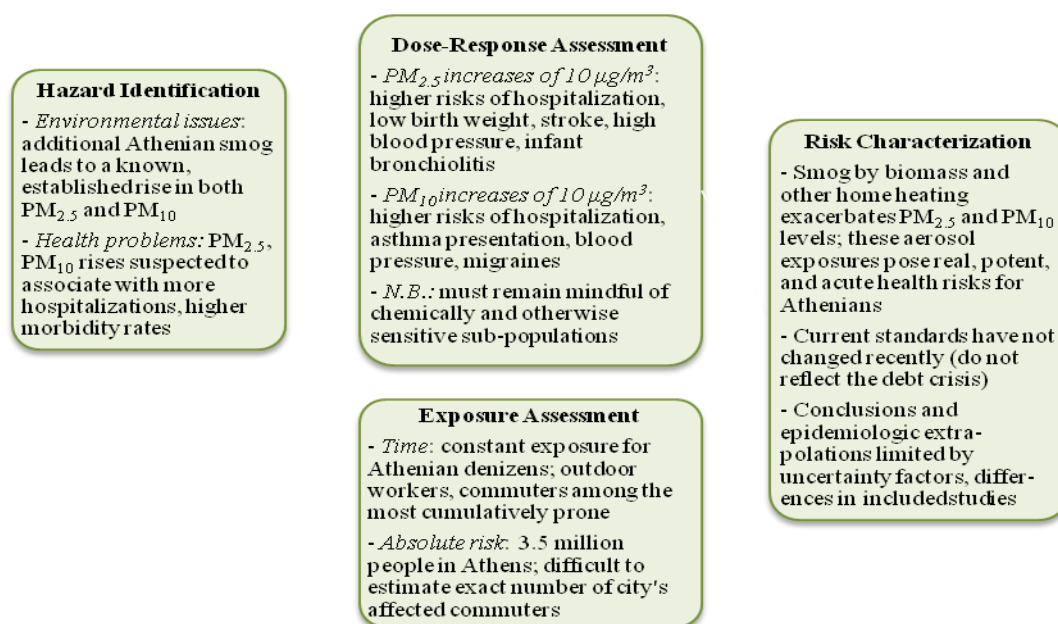 Hazard Identification
- Environmental issues:
additional Athenian smog
leads to a known,
established rise in both
PM2.5 and PM10
- Health problems: PM2.5,
PM10 rises suspected to
associate with more
hospitalizations, higher
morbidity rates
Dose-Response Assessment
- PM2.5 increases of 10 µg/m³:
higher risks of hospitalization,
low birth weight, stroke, high
blood pressure, infant
bronchiolitis
- PM10 increases of 10 µg/m³:
higher risks of hospitalization,
asthma presentation, blood
pressure, migraines
- N.B.: must remain mindful of
chemically and otherwise
sensitive sub-populations
Exposure Assessment
- Time: constant exposure for
Athenian denizens; outdoor
workers, commuters among the
most cumulatively prone
- Absolute risk: 3.5 million
people in Athens; difficult to
estimate exact number of city's
affected commuters
Risk Characterization
- Smog by biomass and
other home heating
exacerbates PM2.5 and PM10
levels; these aerosol
exposures pose real, potent,
and acute health risks for
Athenians
- Current standards have not
changed recently (do not
reflect the debt crisis)
- Conclusions and
epidemiologic extra-
polations limited by
uncertainty factors, differ-
ences in includedstudies